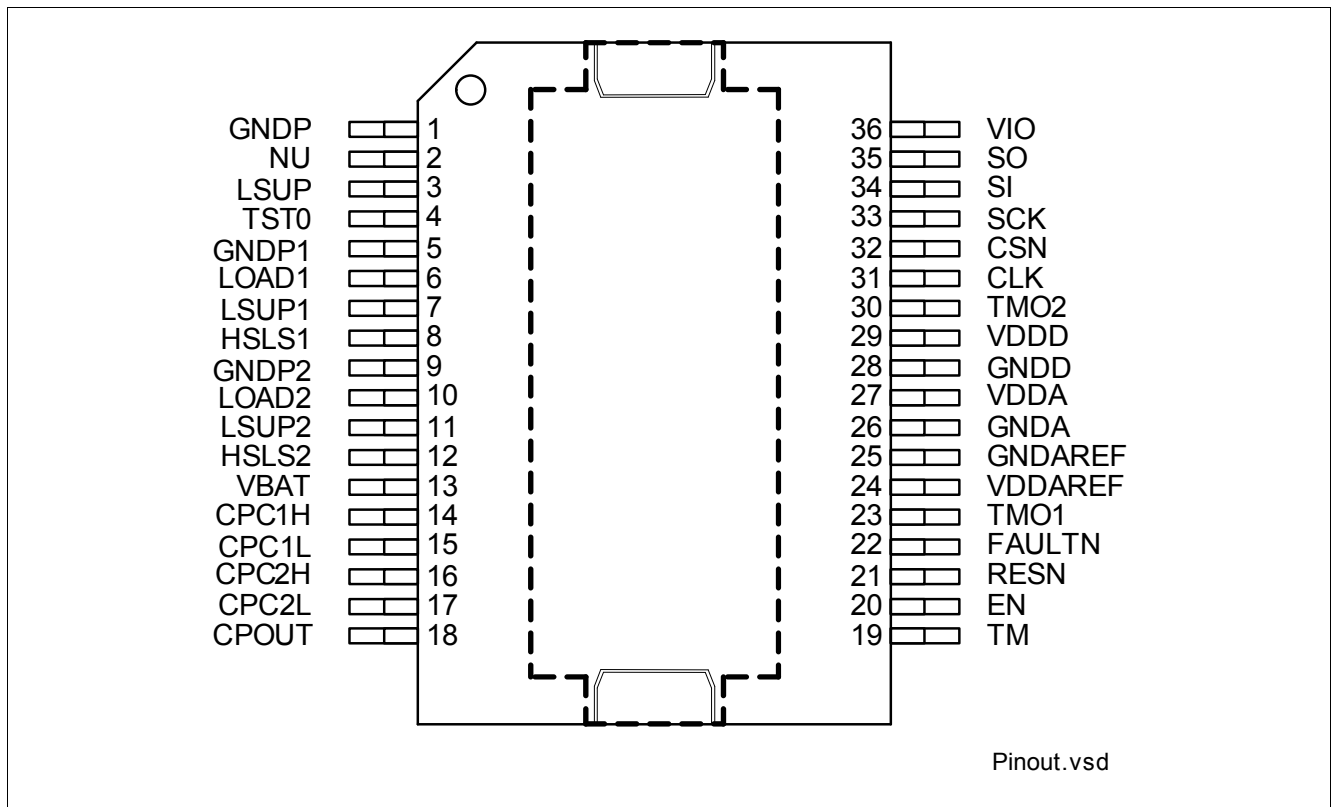 GNDP 1 36 VIO
NU 2 35 SO
LSUP 3 34 SI
TST0 4 33 SCK
GNDP1 5 32 CSN
LOAD1 6 31 CLK
LSUP1 7 30 TMO2
HSLS1 8 29 VDDD
GNDP2 9 28 GNDD
LOAD2 10 27 VDDA
LSUP2 11 26 GNDA
HSLS2 12 25 GNDAREF
VBAT 13 24 VDDAREF
CPC1H 14 23 TMO1
CPC1L 15 22 FAULTN
CPC2H 16 21 RESN
CPC2L 17 20 EN
CPOUT 18 19 TM
Pinout.vsd